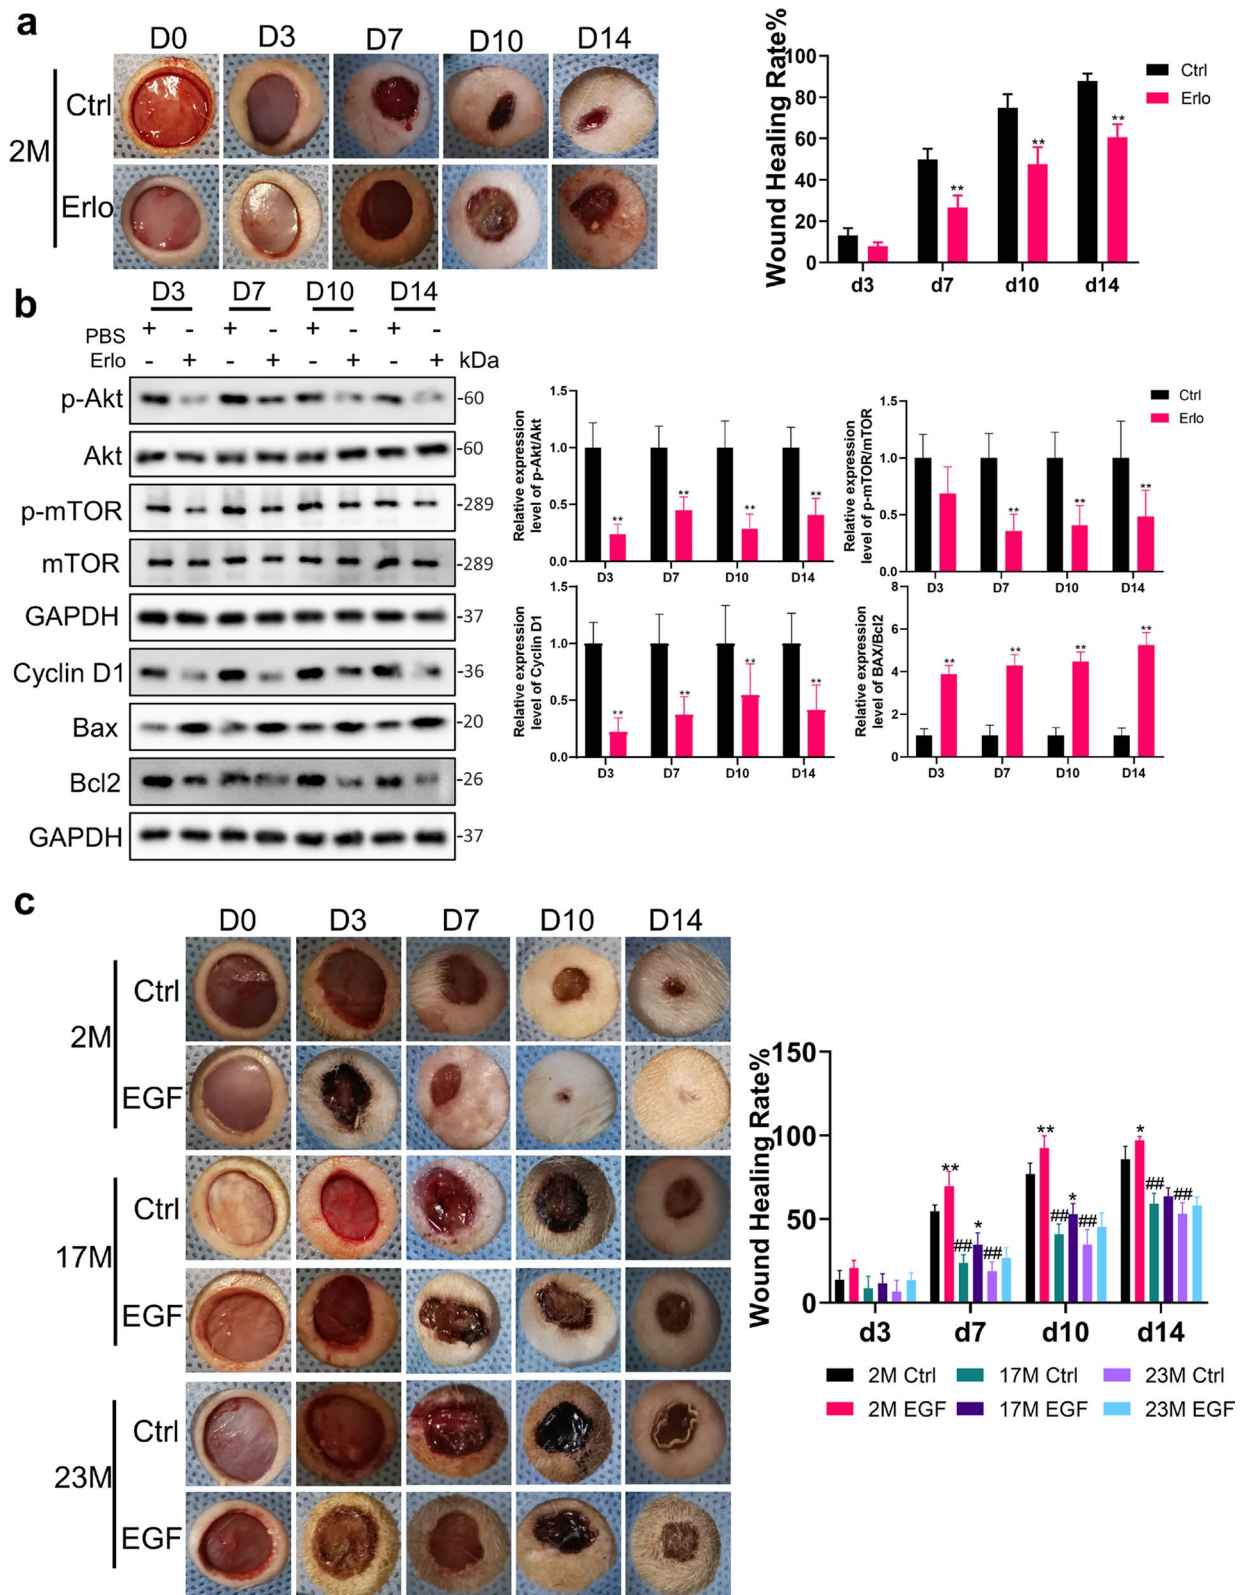 a
D0 D3 D7 D10 D14
2M
Ctrl
Erlo
Wound Healing Rate%
100
80
60
40
20
0
** ** **
d3 d7 d10 d14
Ctrl
Erlo
b
D3 D7 D10 D14
PBS + - + - + - + -
Erlo - + - + - + - + kDa
p-Akt -60
Akt -60
p-mTOR -289
mTOR -289
GAPDH -37
Cyclin D1 -36
Bax -20
Bcl2 -26
GAPDH -37
Relative expression
level of p-Akt/Akt
1.5
1.0
0.5
0.0
** ** ** **
D3 D7 D10 D14
Relative expression
level of p-mTOR/mTOR
1.5
1.0
0.5
0.0
** ** **
D3 D7 D10 D14
Ctrl
Erlo
Relative expression
level of Cyclin D1
1.5
1.0
0.5
0.0
** ** ** **
D3 D7 D10 D14
Relative expression
level of BAX/Bcl2
8
6
4
2
0
** ** ** **
D3 D7 D10 D14
c
D0 D3 D7 D10 D14
2M
Ctrl
EGF
17M
Ctrl
EGF
23M
Ctrl
EGF
Wound Healing Rate%
150
100
50
0
** ## * ##
** ## * ##
* ## ##
d3 d7 d10 d14
2M Ctrl 17M Ctrl 23M Ctrl
2M EGF 17M EGF 23M EGF